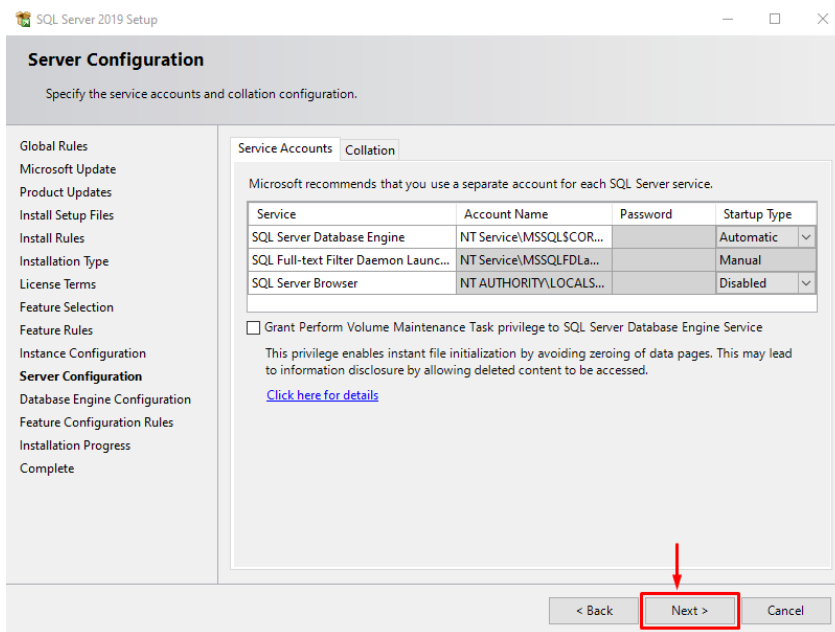 SQL Server 2019 Setup
Server Configuration
Specify the service accounts and collation configuration.
Global Rules
Microsoft Update
Product Updates
Install Setup Files
Install Rules
Installation Type
License Terms
Feature Selection
Feature Rules
Instance Configuration
Server Configuration
Database Engine Configuration
Feature Configuration Rules
Installation Progress
Complete
Service Accounts Collation
Microsoft recommends that you use a separate account for each SQL Server service.
Service Account Name Password Startup Type
SQL Server Database Engine NT Service\MSSQL$COR... Automatic
SQL Full-text Filter Daemon Launc... NT Service\MSSQLFDLa... Manual
SQL Server Browser NT AUTHORITY\LOCALS... Disabled
Grant Perform Volume Maintenance Task privilege to SQL Server Database Engine Service
This privilege enables instant file initialization by avoiding zeroing of data pages. This may lead
to information disclosure by allowing deleted content to be accessed.
Click here for details
< Back Next > Cancel